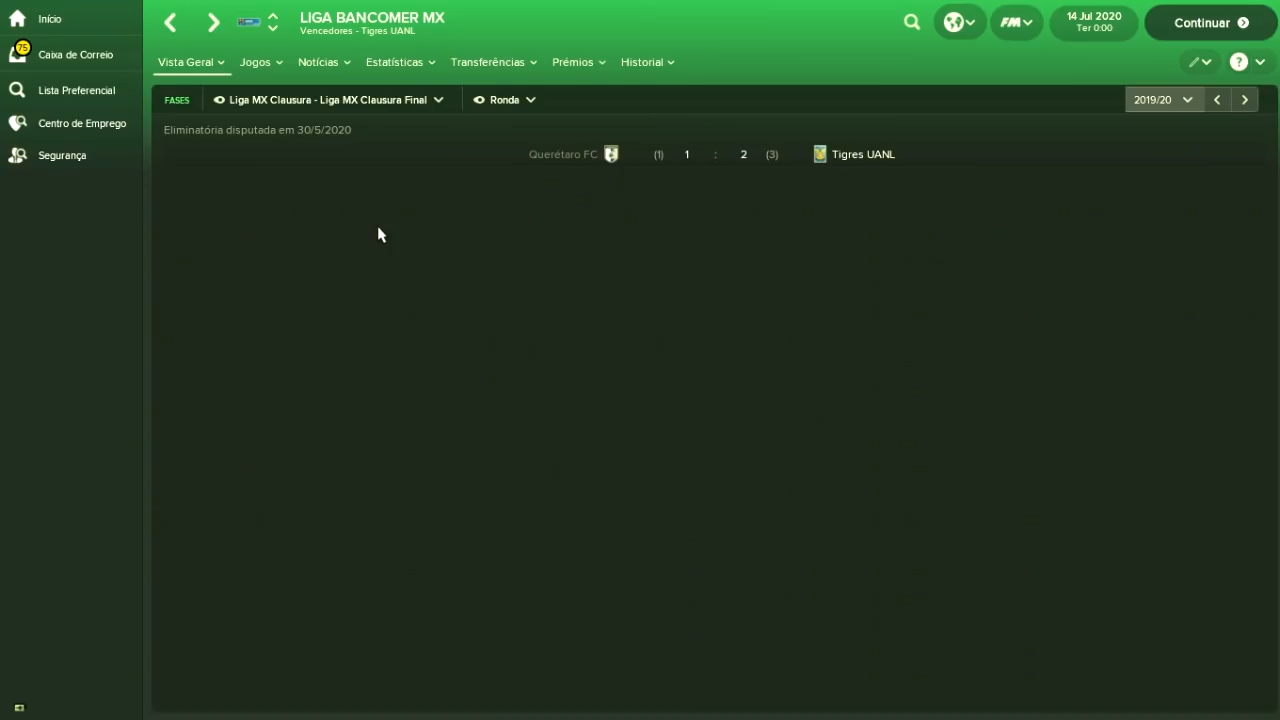 Início
75
Caixa de Correio
Lista Preferencial
Centro de Emprego
Segurança
LIGA BANCOMER MX
Vencedores - Tigres UANL
FM
14 Jul 2020
Ter 0:00
Continuar
Vista Geral
Jogos
Notícias
Estatísticas
Transferências
Prémios
Historial
?
FASES
Liga MX Clausura - Liga MX Clausura Final
Ronda
2019/20
Eliminatória disputada em 30/5/2020
Querétaro FC (1) 1 : 2 (3) Tigres UANL